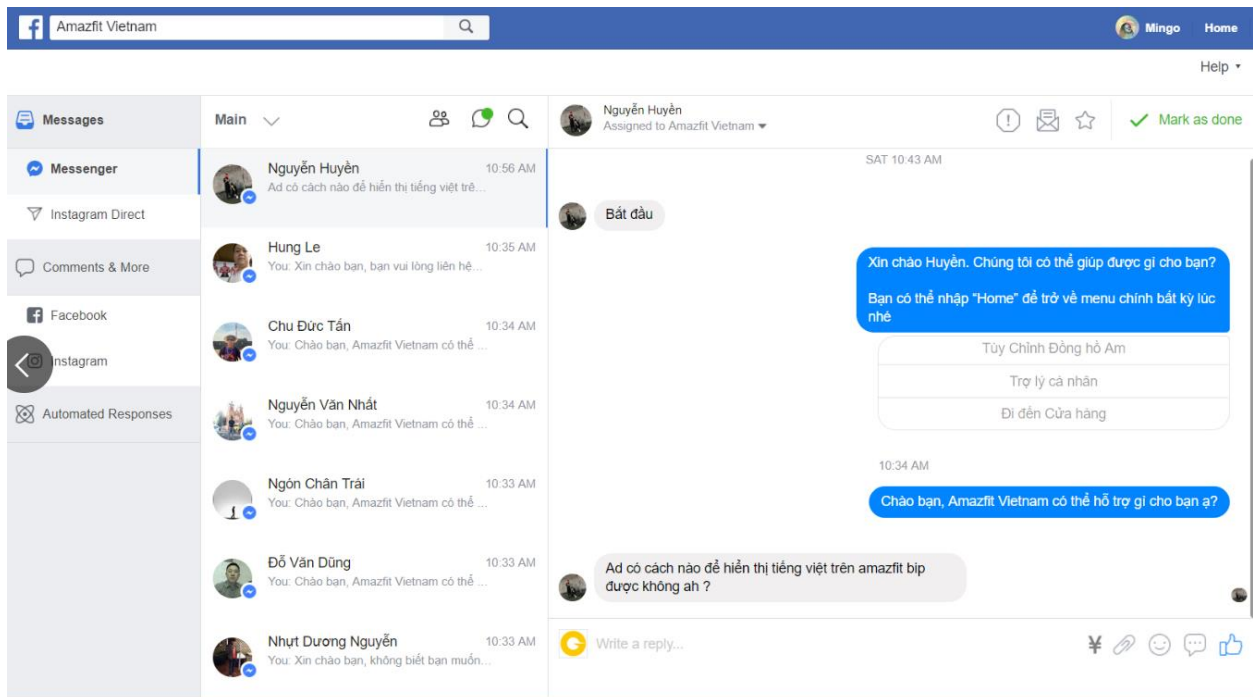 Amazfit Vietnam
Mingo
Home
Help
Messages
Messenger
Instagram Direct
Comments & More
Facebook
Instagram
Automated Responses
Main
Nguyễn Huyền
10:56 AM
Ad có cách nào để hiển thị tiếng việt trê...
Hung Le
10:35 AM
You: Xin chào bạn, bạn vui lòng liên hệ...
Chu Đức Tấn
10:34 AM
You: Chào bạn, Amazfit Vietnam có thể ...
Nguyễn Văn Nhất
10:34 AM
You: Chào bạn, Amazfit Vietnam có thể ...
Ngón Chân Trái
10:33 AM
You: Chào bạn, Amazfit Vietnam có thể ...
Đỗ Văn Dũng
10:33 AM
You: Chào bạn, Amazfit Vietnam có thể ...
Nhựt Dương Nguyễn
10:33 AM
You: Xin chào bạn, không biết bạn muốn...
Nguyễn Huyền
Assigned to Amazfit Vietnam
Mark as done
SAT 10:43 AM
Bắt đầu
Xin chào Huyền. Chúng tôi có thể giúp được gì cho bạn?
Bạn có thể nhập "Home" để trở về menu chính bất kỳ lúc
nhé
Tùy Chỉnh Đồng hồ Am
Trợ lý cá nhân
Đi đến Cửa hàng
10:34 AM
Chào bạn, Amazfit Vietnam có thể hỗ trợ gì cho bạn ạ?
Ad có cách nào để hiển thị tiếng việt trên amazfit bip
được không ah ?
Write a reply...